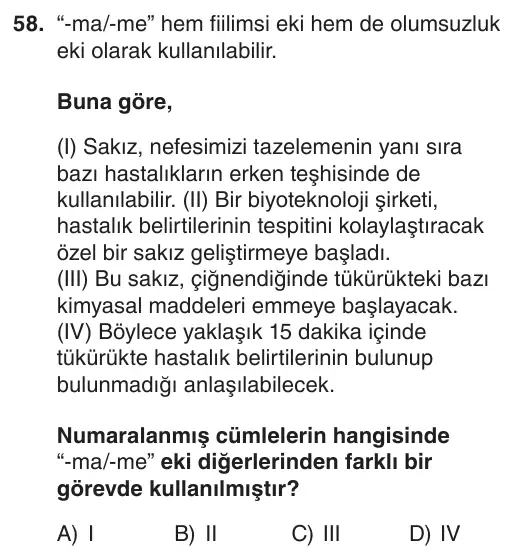 58. “-ma/-me” hem fiilimsi eki hem de olumsuzluk
eki olarak kullanılabilir.
Buna göre,
(I) Sakız, nefesimizi tazelemenin yanı sıra
bazı hastalıkların erken teşhisinde de
kullanılabilir. (II) Bir biyoteknoloji şirketi,
hastalık belirtilerinin tespitini kolaylaştıracak
özel bir sakız geliştirmeye başladı.
(III) Bu sakız, çiğnendiğinde tükürükteki bazı
kimyasal maddeleri emmeye başlayacak.
(IV) Böylece yaklaşık 15 dakika içinde
tükürükte hastalık belirtilerinin bulunup
bulunmadığı anlaşılabilecek.
Numaralanmış cümlelerin hangisinde
“-ma/-me” eki diğerlerinden farklı bir
görevde kullanılmıştır?
A) I B) II C) III D) IV